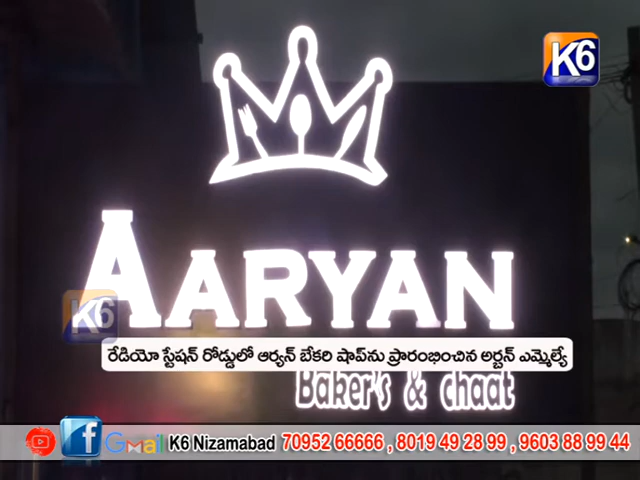 K6
AARYAN
K6
రేడియో స్టేషన్ రోడ్డులో ఆర్యన్ బేకరి షాప్‌ను ప్రారంభించిన అర్బన్ ఎమ్మెల్యే
Baker's & chaat
f Gmail K6 Nizamabad 70952 66666 , 8019 49 28 99 , 9603 88 99 44